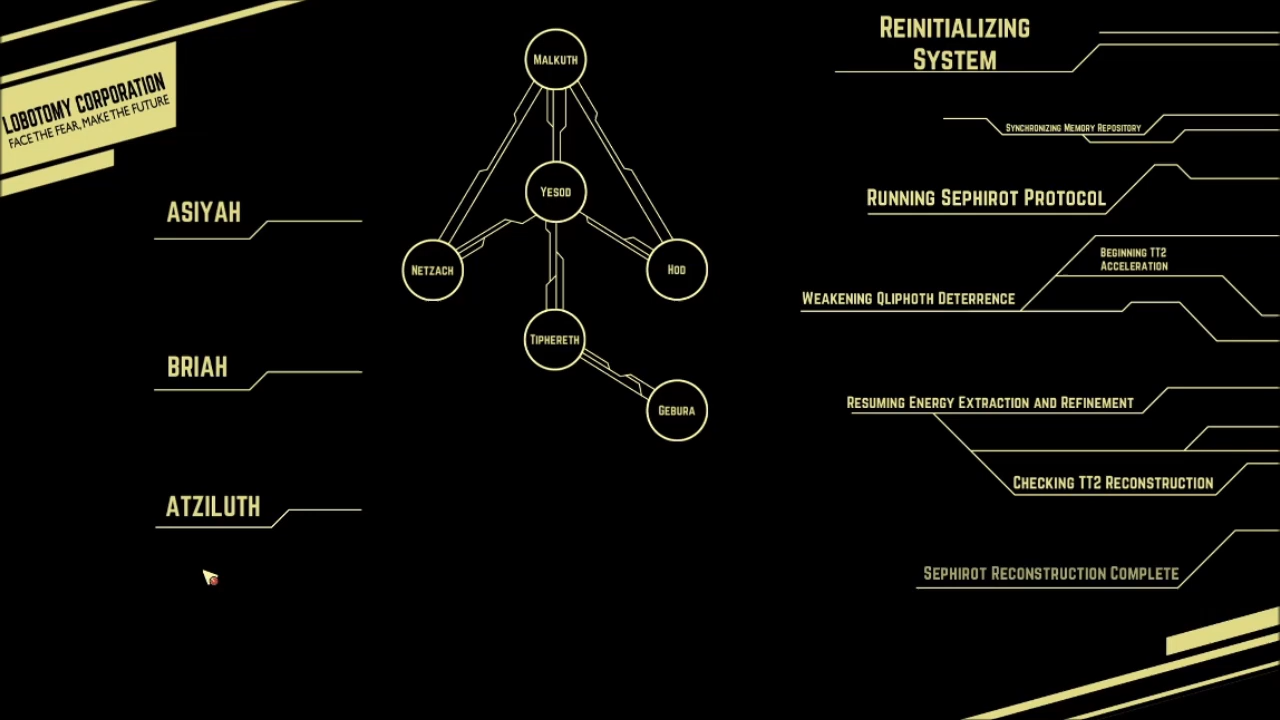 LOBOTOMY CORPORATION
FACE THE FEAR, MAKE THE FUTURE
ASIYAH
BRIAH
ATZILUTH
MALKUTH
YESOD
NETZACH
HOD
TIPHERETH
GEBURA
REINITIALIZING
SYSTEM
SYNCHRONIZING MEMORY REPOSITORY
RUNNING SEPHIROT PROTOCOL
BEGINNING TT2
ACCELERATION
WEAKENING QLIPHOTH DETERRENCE
RESUMING ENERGY EXTRACTION AND REFINEMENT
CHECKING TT2 RECONSTRUCTION
SEPHIROT RECONSTRUCTION COMPLETE